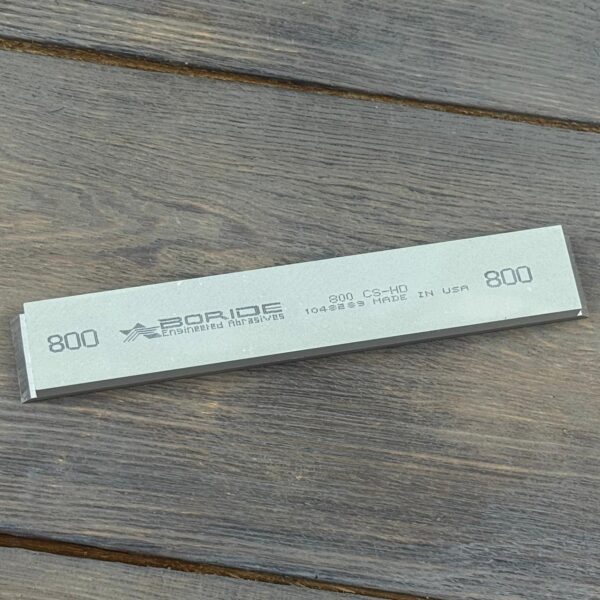 800
BORIDE
Engineered Abrasives
800 CS-HD
MADE IN USA
800